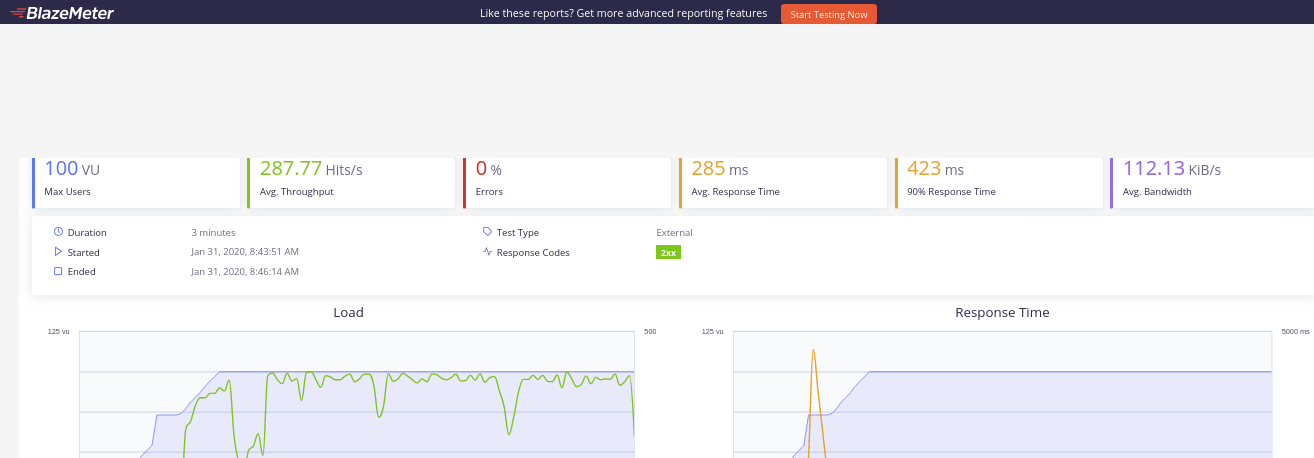 BlazeMeter
Like these reports? Get more advanced reporting features
Start Testing Now
100 VU
Max Users
287.77 Hits/s
Avg. Throughput
0 %
Errors
285 ms
Avg. Response Time
423 ms
90% Response Time
112.13 KiB/s
Avg. Bandwidth
Duration 3 minutes
Started Jan 31, 2020, 8:43:51 AM
Ended Jan 31, 2020, 8:46:14 AM
Test Type External
Response Codes 2xx
Load
125 vu
500
Response Time
125 vu
5000 ms